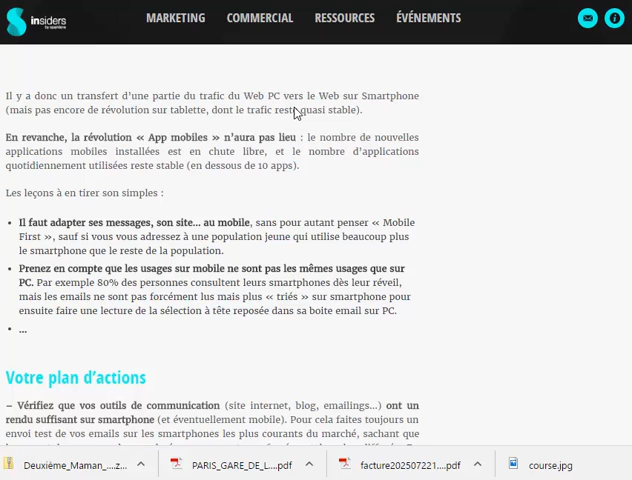 insiders
by appitiens
MARKETING COMMERCIAL RESSOURCES ÉVÉNEMENTS
Il y a donc un transfert d'une partie du trafic du Web PC vers le Web sur Smartphone
(mais pas encore de révolution sur tablette, dont le trafic reste quasi stable).
En revanche, la révolution « App mobiles » n'aura pas lieu : le nombre de nouvelles
applications mobiles installées est en chute libre, et le nombre d'applications
quotidiennement utilisées reste stable (en dessous de 10 apps).
Les leçons à en tirer son simples :
• Il faut adapter ses messages, son site... au mobile, sans pour autant penser « Mobile
First », sauf si vous vous adressez à une population jeune qui utilise beaucoup plus
le smartphone que le reste de la population.
• Prenez en compte que les usages sur mobile ne sont pas les mêmes usages que sur
PC. Par exemple 80% des personnes consultent leurs smartphones dès leur réveil,
mais les emails ne sont pas forcément lus mais plus « triés » sur smartphone pour
ensuite faire une lecture de la sélection à tête reposée dans sa boite email sur PC.
• ...
Votre plan d'actions
– Vérifiez que vos outils de communication (site internet, blog, emailings...) ont un
rendu suffisant sur smartphone (et éventuellement mobile). Pour cela faites toujours un
envoi test de vos emails sur les smartphones les plus courants du marché, sachant que
Deuxième_Maman_....z... PARIS_GARE_DE_L....pdf facture202507221....pdf course.jpg